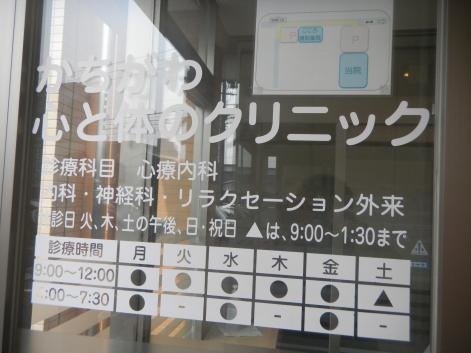 P
P
当院
かちがわ
心と体のクリニック
診療科目 心療内科
内科・神経科・リラクセーション外来
診日 火、木、土の午後、日・祝日 ▲は、9:00〜1:30まで
診療時間 月 火 水 木 金 土
9:00〜12:00 ● ● ● ● ● ▲
:00〜7:30 ● - ● - ● -